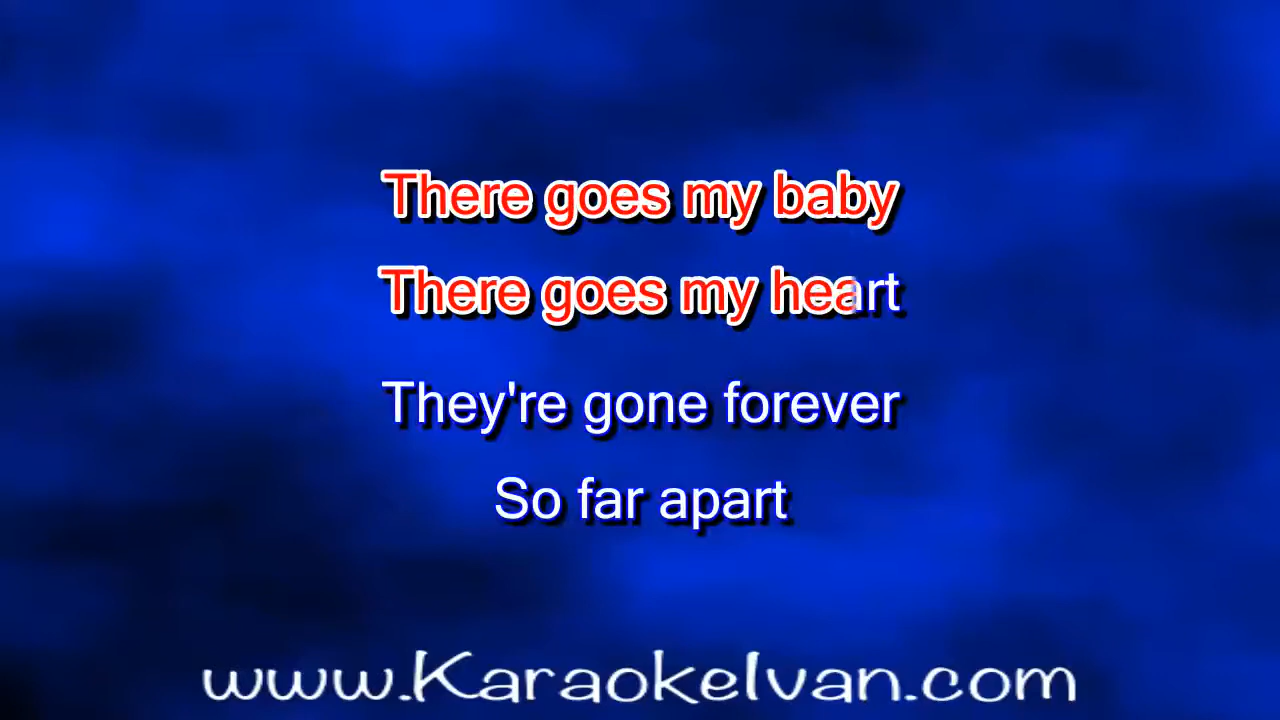 There goes my baby
There goes my heart
They're gone forever
So far apart
www.KaraokeIvan.com